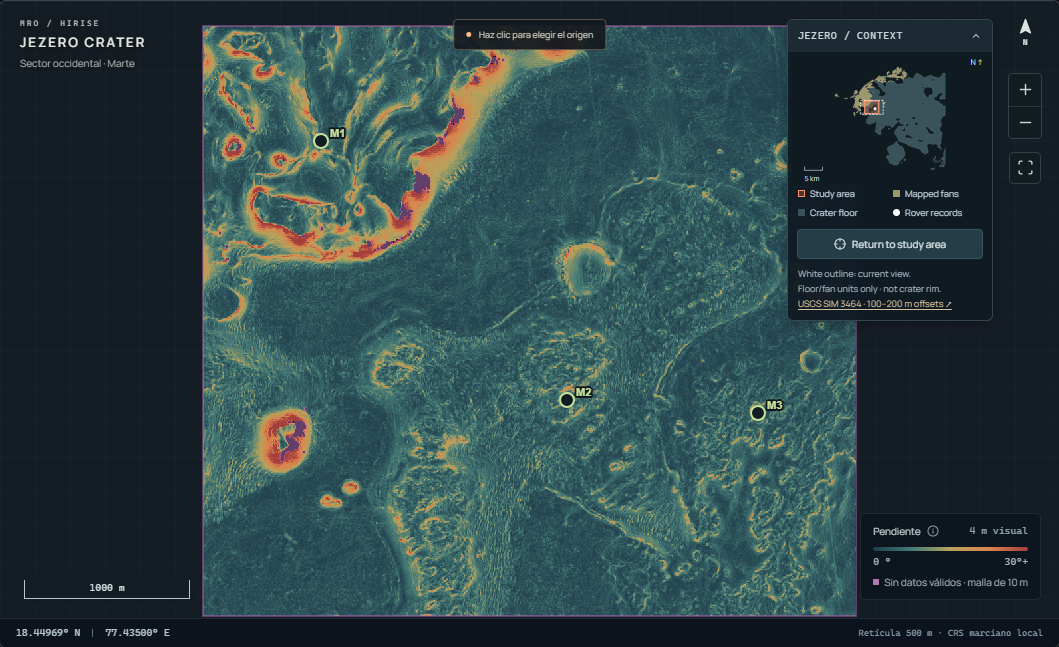 MRO / HIRISE
JEZERO CRATER
Sector occidental · Marte
Haz clic para elegir el origen
JEZERO / CONTEXT
N ↑
5 km
Study area
Mapped fans
Crater floor
Rover records
Return to study area
White outline: current view.
Floor/fan units only · not crater rim.
USGS SIM 3464 · 100–200 m offsets ↗
N
+
−
M1
M2
M3
Pendiente
4 m visual
0 °
30°+
Sin datos válidos · malla de 10 m
1000 m
18.44969° N | 77.43500° E
Retícula 500 m · CRS marciano local